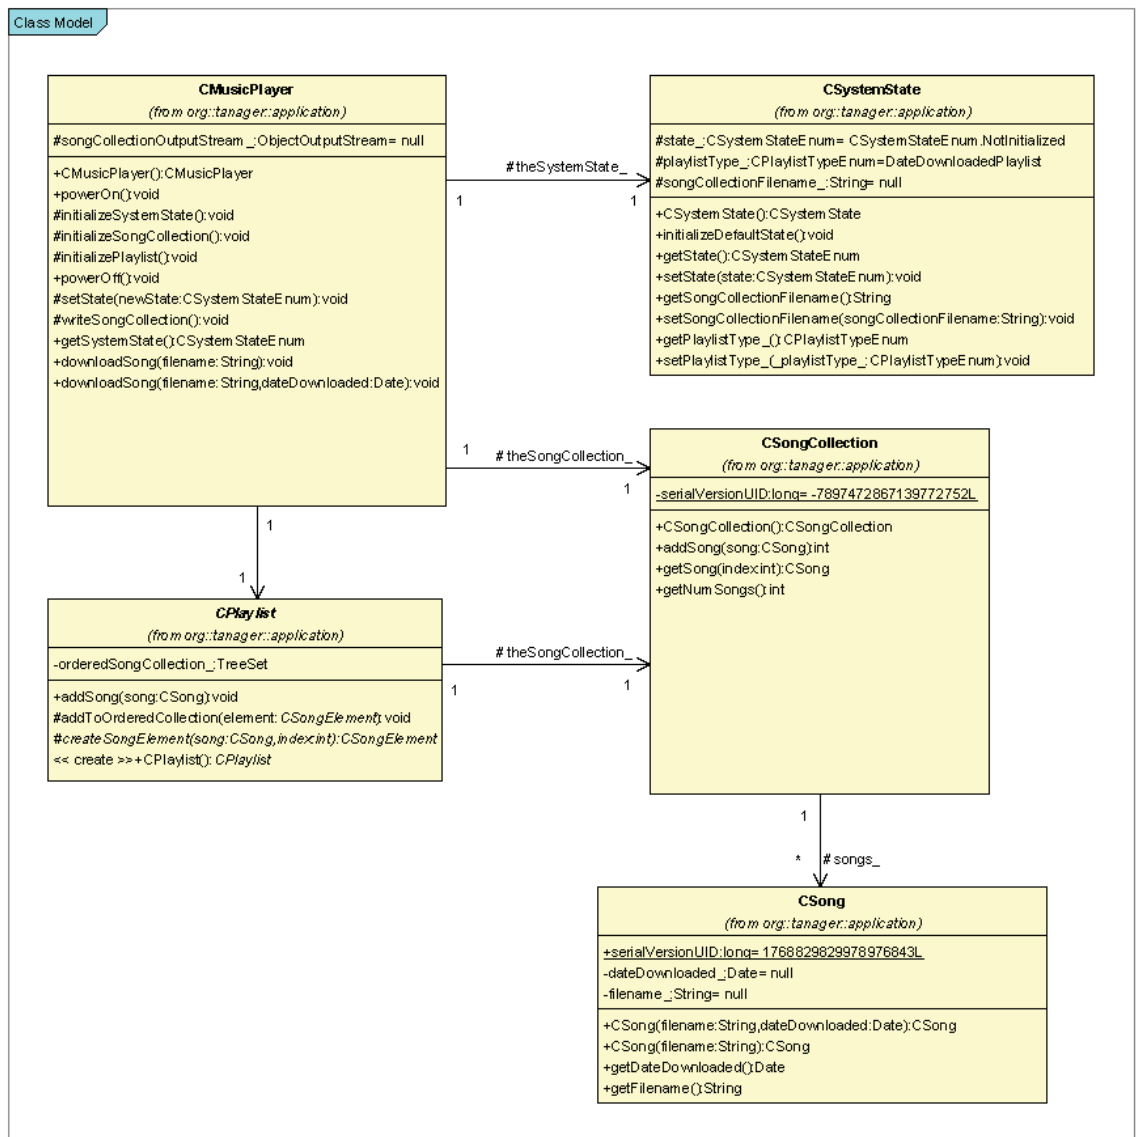 Class Model
CMusicPlayer
(from org::tanager::application)
#songCollectionOutputStream_:ObjectOutputStream= null
+CMusicPlayer():CMusicPlayer
+powerOn():void
#initializeSystemState():void
#initializeSongCollection():void
#initializePlaylist():void
+powerOff():void
#setState(newState:CSystemStateEnum):void
#writeSongCollection():void
+getSystemState():CSystemStateEnum
+downloadSong(filename:String):void
+downloadSong(filename:String,dateDownloaded:Date):void
#theSystemState_
1
1
CSystemState
(from org::tanager::application)
#state_:CSystemStateEnum= CSystemStateEnum.NotInitialized
#playlistType_:CPlaylistTypeEnum=DateDownloadedPlaylist
#songCollectionFilename_:String= null
+CSystemState():CSystemState
+initializeDefaultState():void
+getState():CSystemStateEnum
+setState(state:CSystemStateEnum):void
+getSongCollectionFilename():String
+setSongCollectionFilename(songCollectionFilename:String):void
+getPlaylistType_():CPlaylistTypeEnum
+setPlaylistType_(_playlistType_:CPlaylistTypeEnum):void
1
#theSongCollection_
1
CSongCollection
(from org::tanager::application)
-serialVersionUID:long= -7897472867139772752L
+CSongCollection():CSongCollection
+addSong(song:CSong):int
+getSong(index:int):CSong
+getNumSongs():int
1
1
CPlaylist
(from org::tanager::application)
-orderedSongCollection_:TreeSet
+addSong(song:CSong):void
#addToOrderedCollection(element: CSongElement):void
#createSongElement(song:CSong,index:int):CSongElement
<< create >>+CPlaylist(): CPlaylist
#theSongCollection_
1
1
1
* #songs_
CSong
(from org::tanager::application)
+serialVersionUID:long= 1768829829978976843L
-dateDownloaded_:Date= null
-filename_:String= null
+CSong(filename:String,dateDownloaded:Date):CSong
+CSong(filename:String):CSong
+getDateDownloaded():Date
+getFilename():String